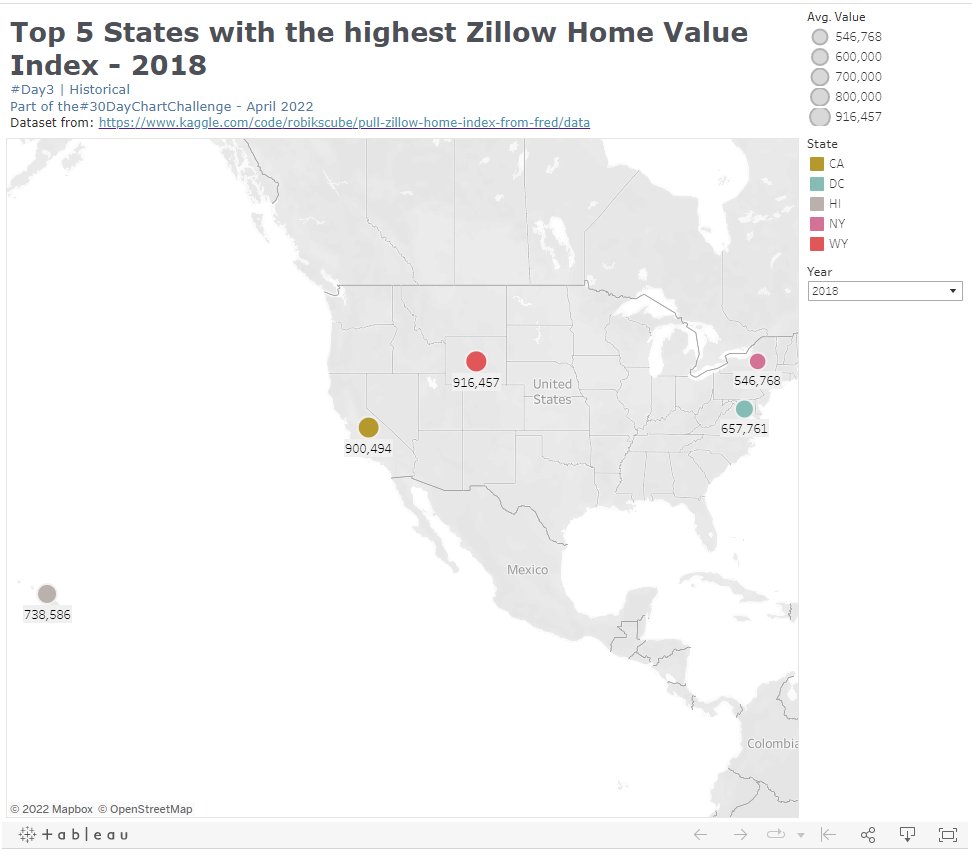 Top 5 States with the highest Zillow Home Value
Index - 2018
#Day3 | Historical
Part of the#30DayChartChallenge - April 2022
Dataset from: https://www.kaggle.com/code/robikscube/pull-zillow-home-index-from-fred/data
Avg. Value
546,768
600,000
700,000
800,000
916,457
State
CA
DC
HI
NY
WY
Year
2018
916,457
United
States
546,768
657,761
900,494
Mexico
738,586
Colombia
© 2022 Mapbox © OpenStreetMap
+ a b l e a u